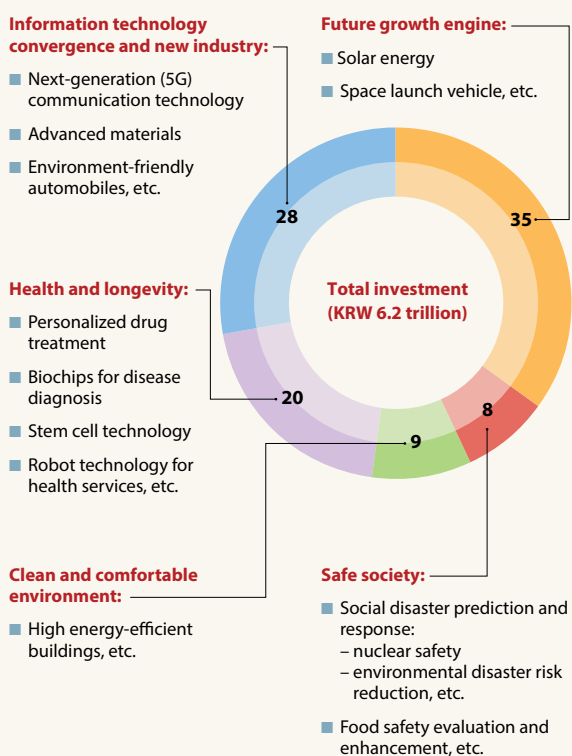 Information technology
convergence and new industry:
Next-generation (5G)
communication technology
Advanced materials
Environment-friendly
automobiles, etc.
Future growth engine:
Solar energy
Space launch vehicle, etc.
28
35
Total investment
(KRW 6.2 trillion)
Health and longevity:
Personalized drug
treatment
Biochips for disease
diagnosis
Stem cell technology
Robot technology for
health services, etc.
20
8
9
Clean and comfortable
environment:
High energy-efficient
buildings, etc.
Safe society:
Social disaster prediction and
response:
– nuclear safety
– environmental disaster risk
reduction, etc.
Food safety evaluation and
enhancement, etc.